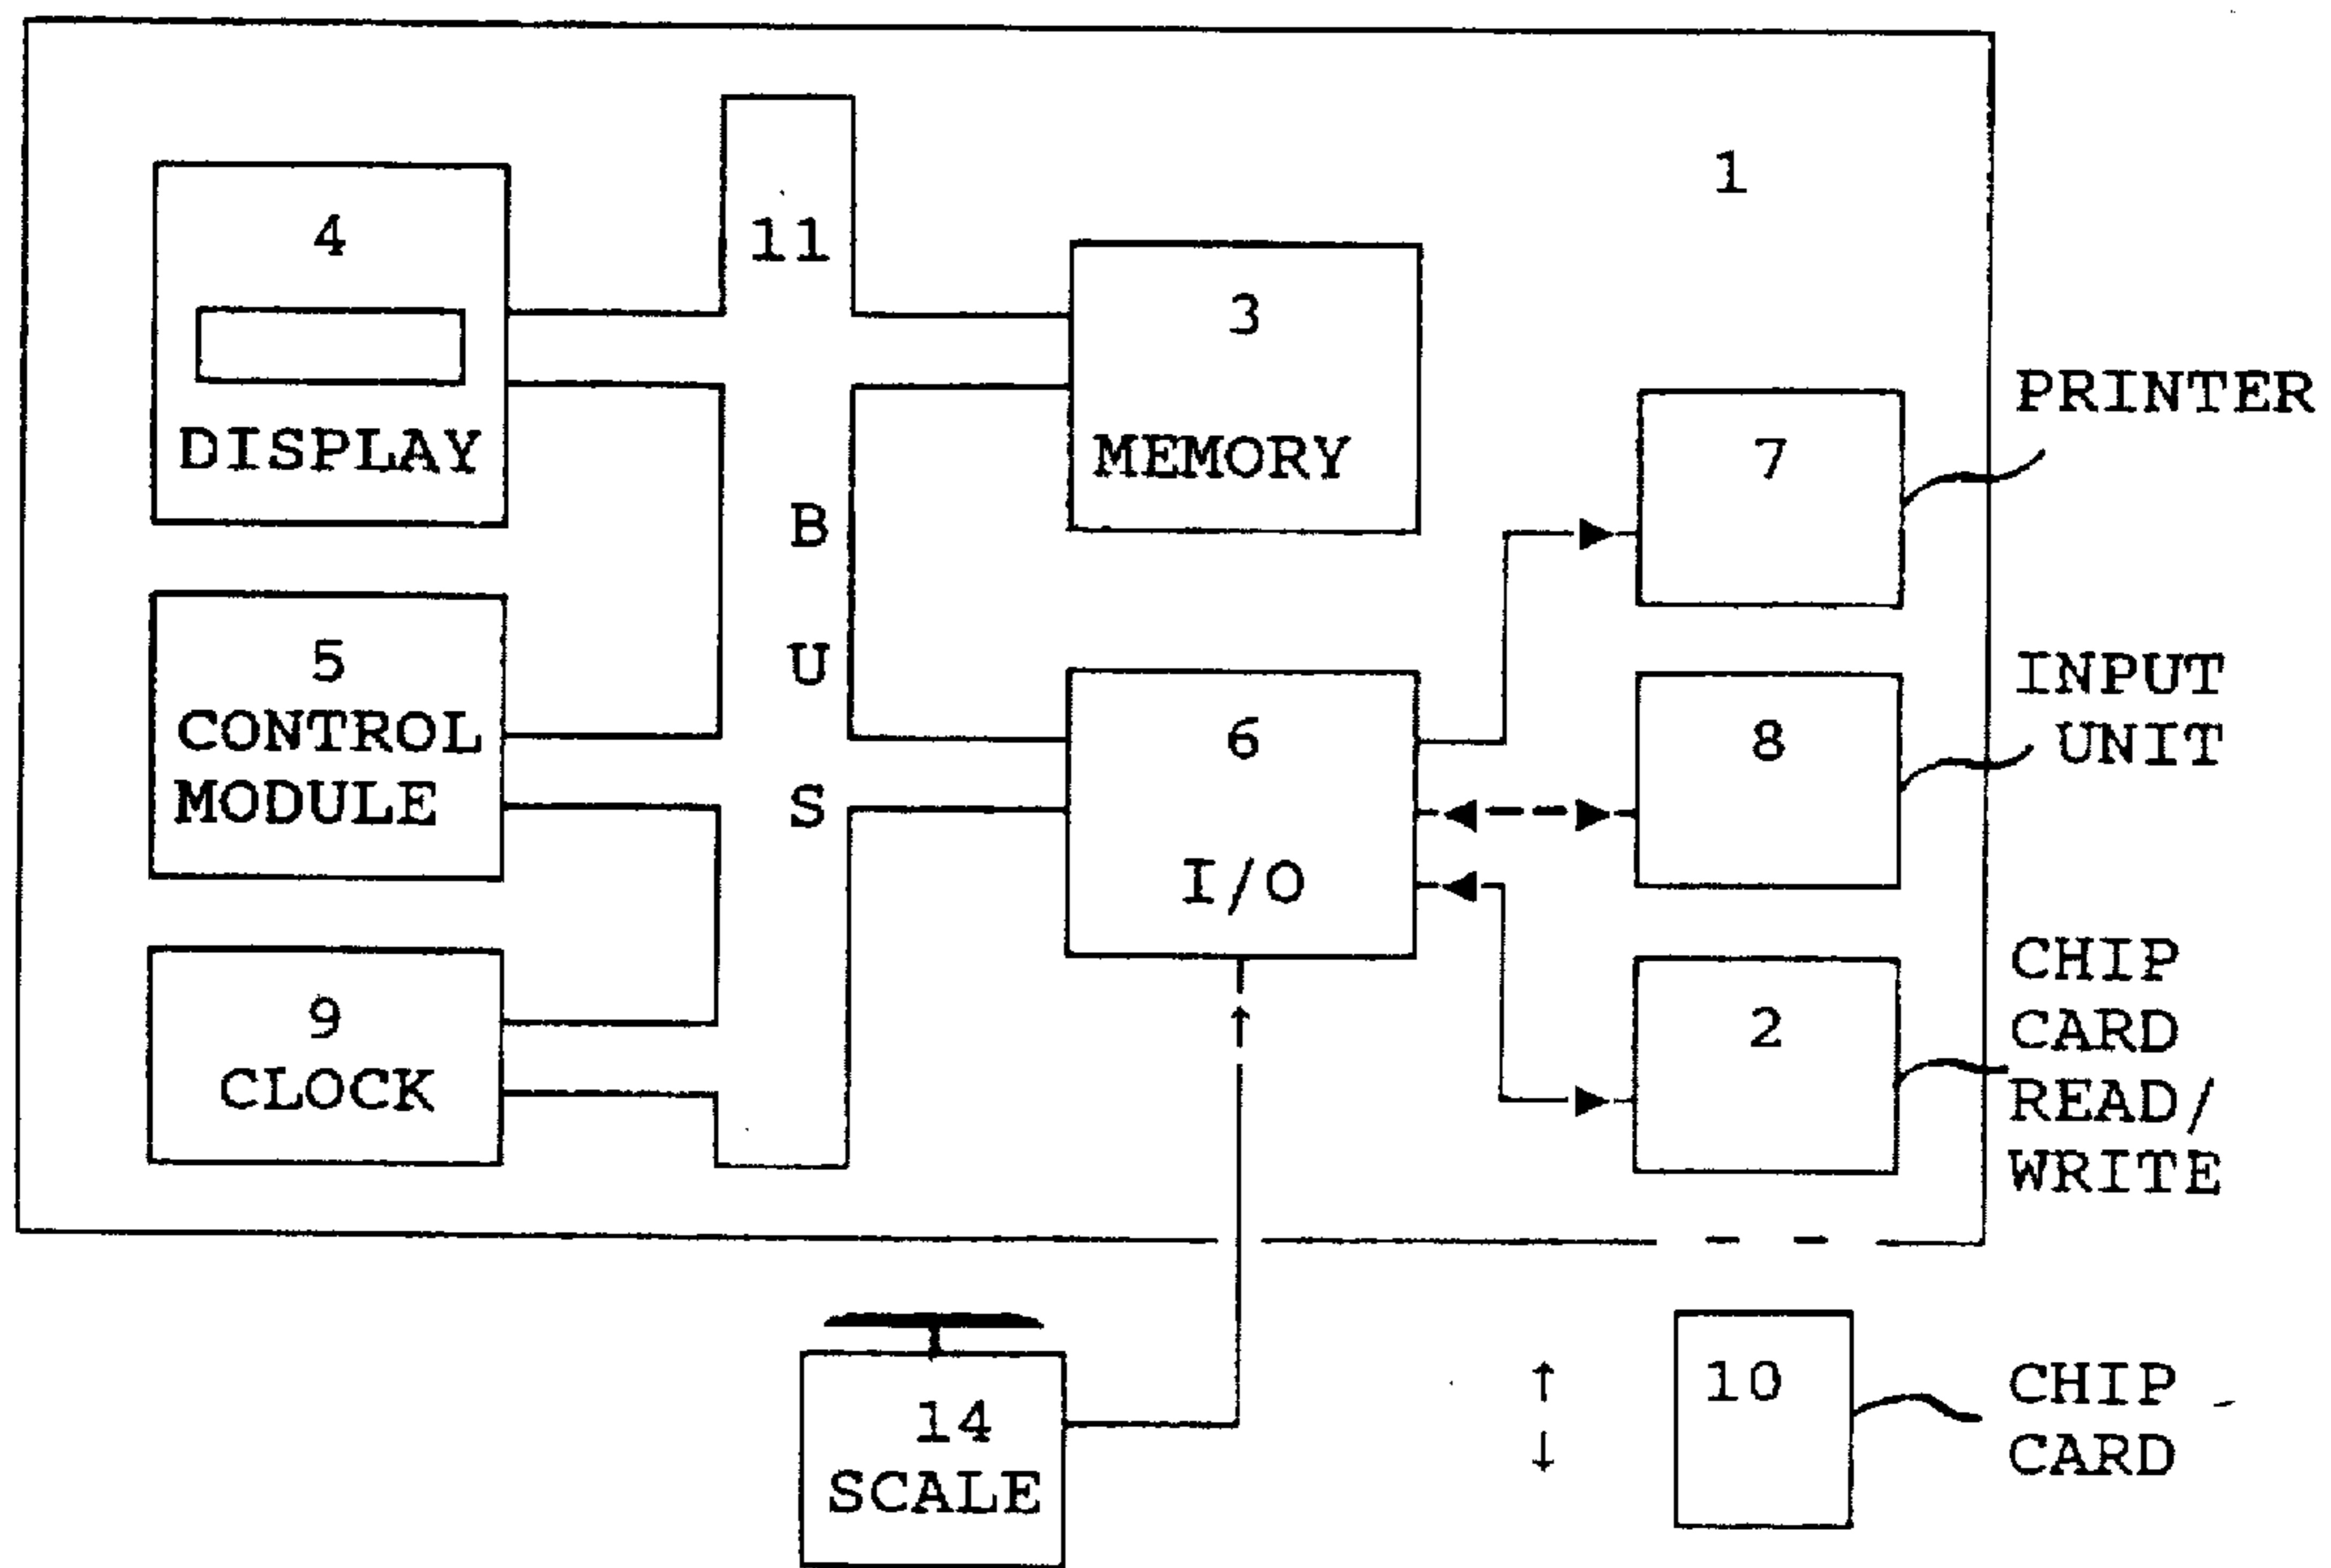 1
4
DISPLAY
11
3
MEMORY
7
PRINTER
B
U
S
5
CONTROL
MODULE
6
I/O
8
INPUT
UNIT
9
CLOCK
2
CHIP
CARD
READ/
WRITE
14
SCALE
↑
↓
10
CHIP
CARD